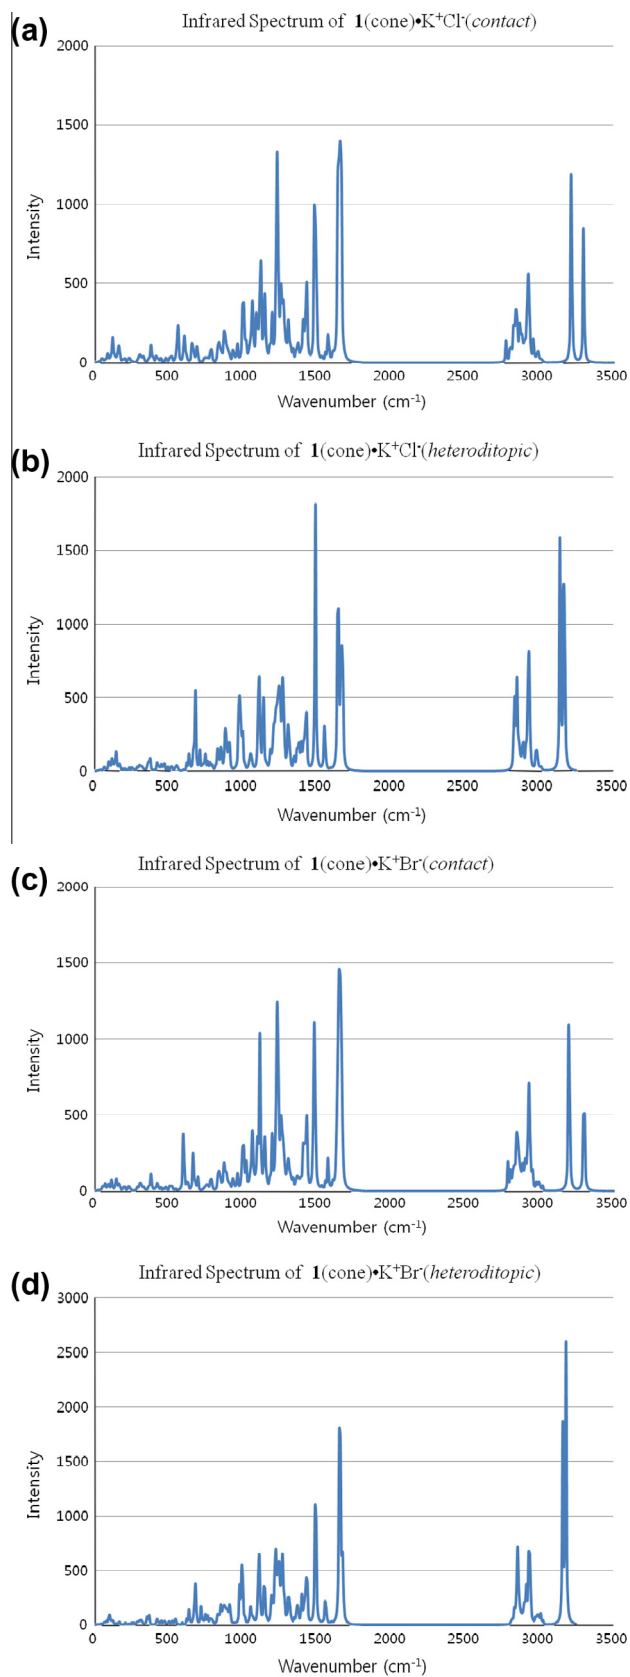 (a)
Infrared Spectrum of 1(cone)•K⁺Cl⁻(contact)
2000
1500
1000
500
0
Intensity
0 500 1000 1500 2000 2500 3000 3500
Wavenumber (cm⁻¹)
(b)
Infrared Spectrum of 1(cone)•K⁺Cl⁻(heteroditopic)
2000
1500
1000
500
0
Intensity
0 500 1000 1500 2000 2500 3000 3500
Wavenumber (cm⁻¹)
(c)
Infrared Spectrum of 1(cone)•K⁺Br⁻(contact)
2000
1500
1000
500
0
Intensity
0 500 1000 1500 2000 2500 3000 3500
Wavenumber (cm⁻¹)
(d)
Infrared Spectrum of 1(cone)•K⁺Br⁻(heteroditopic)
3000
2500
2000
1500
1000
500
0
Intensity
0 500 1000 1500 2000 2500 3000 3500
Wavenumber (cm⁻¹)